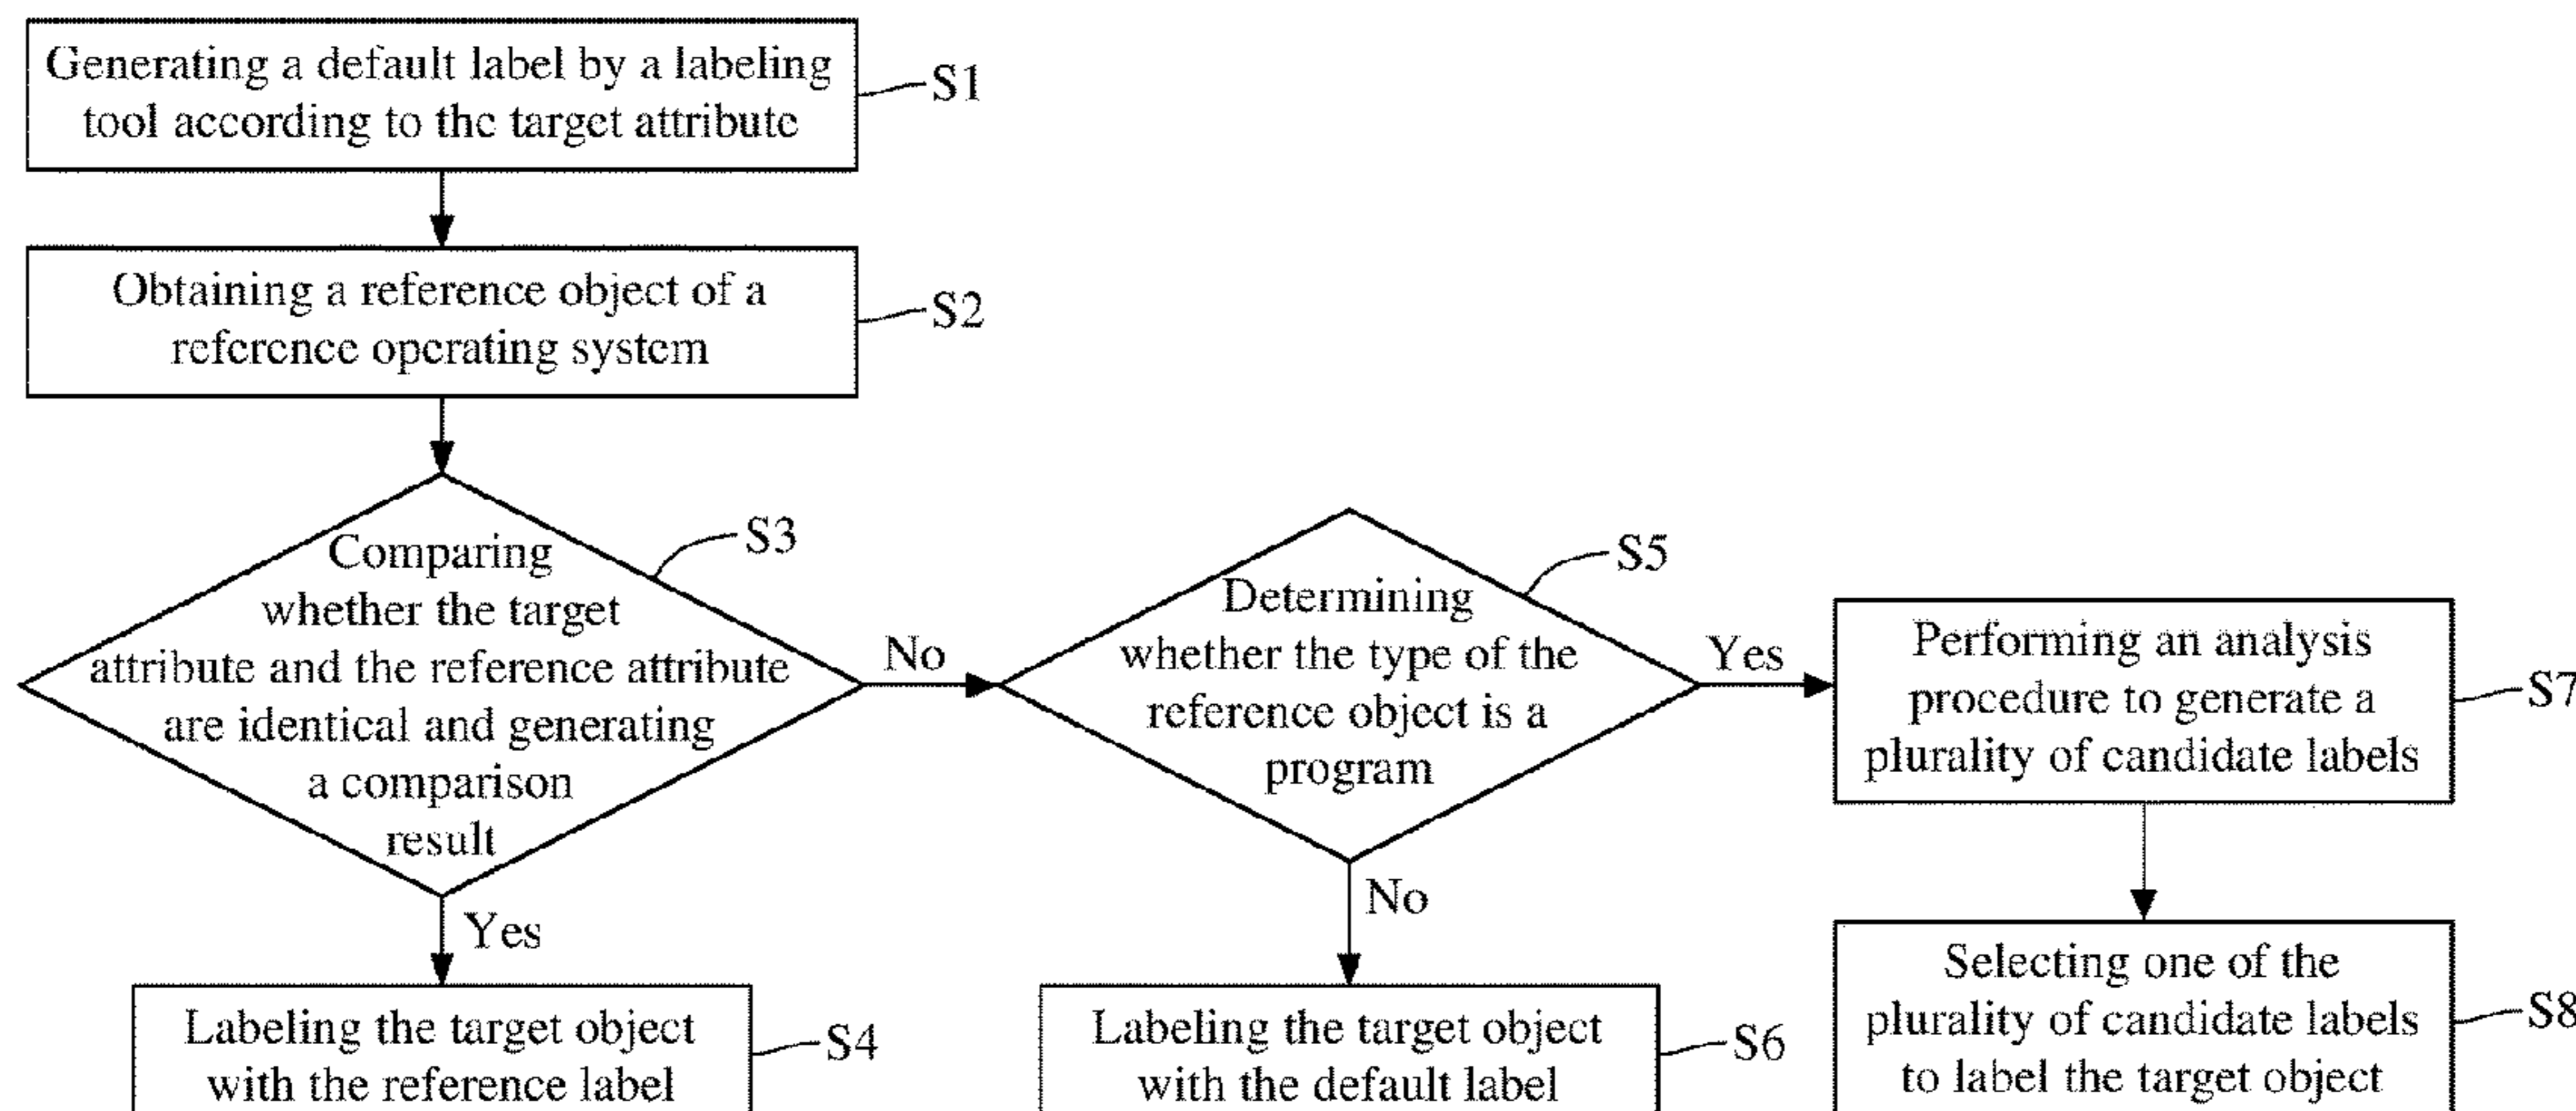 Generating a default label by a labeling
tool according to the target attribute
S1
Obtaining a reference object of a
reference operating system
S2
Comparing
whether the target
attribute and the reference attribute
are identical and generating
a comparison
result
S3
No
Yes
Labeling the target object
with the reference label
S4
Determining
whether the type of the
reference object is a
program
S5
Yes
No
Labeling the target object
with the default label
S6
Performing an analysis
procedure to generate a
plurality of candidate labels
S7
Selecting one of the
plurality of candidate labels
to label the target object
S8